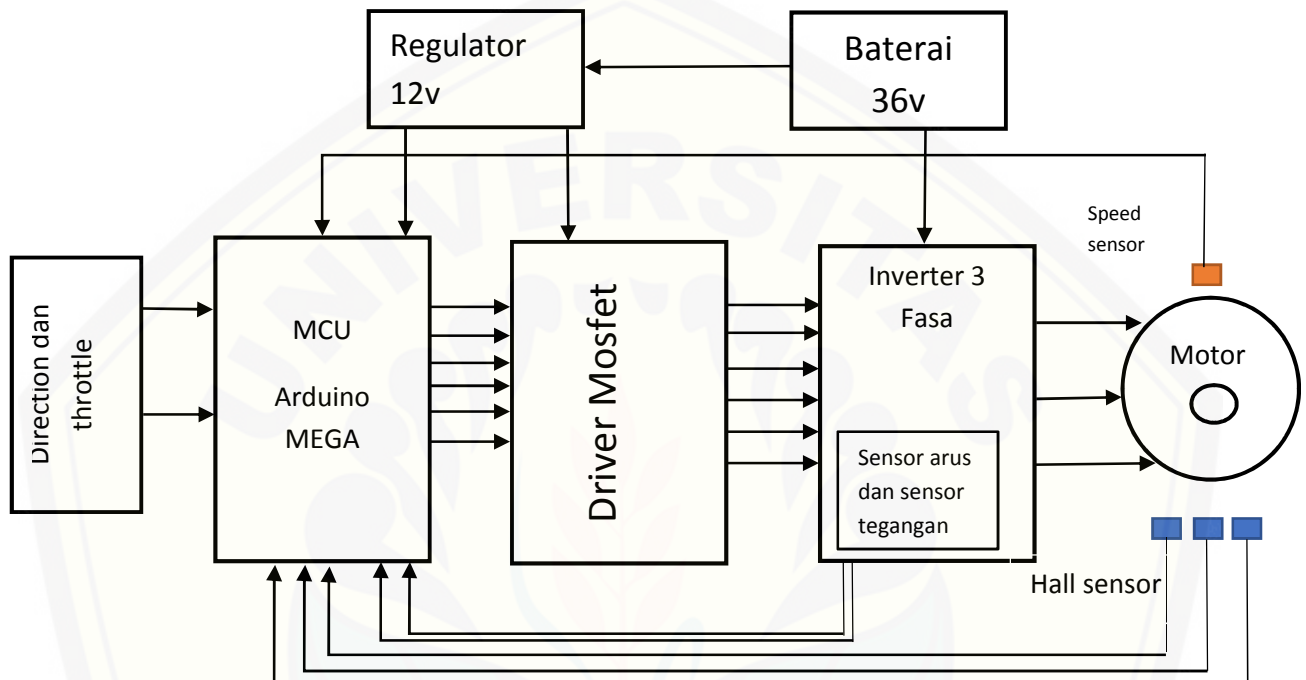 Regulator
12v
Baterai
36v
Speed
sensor
Direction dan
throttle
MCU
Arduino
MEGA
Driver Mosfet
Inverter 3
Fasa
Sensor arus
dan sensor
tegangan
Motor
Hall sensor
UNIVERSITAS